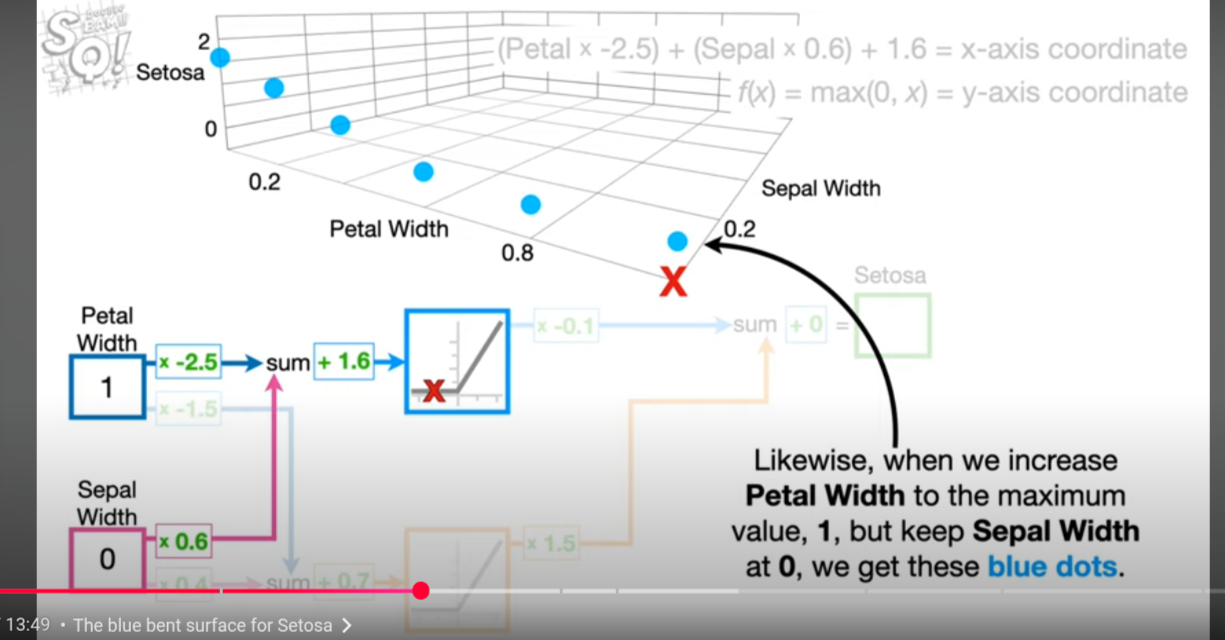 SQ!
DOUBLE
BAM!!
2
Setosa
0
0.2
Petal Width
0.8
(Petal × -2.5) + (Sepal × 0.6) + 1.6 = x-axis coordinate
f(x) = max(0, x) = y-axis coordinate
Sepal Width
0.2
X
Setosa
Petal
Width
1
x -2.5
sum
+ 1.6
x -0.1
sum
+ 0
=
x -1.5
X
Sepal
Width
0
x 0.6
x 0.4
sum
+ 0.7
x 1.5
Likewise, when we increase
Petal Width to the maximum
value, 1, but keep Sepal Width
at 0, we get these blue dots.
13:49 • The blue bent surface for Setosa >